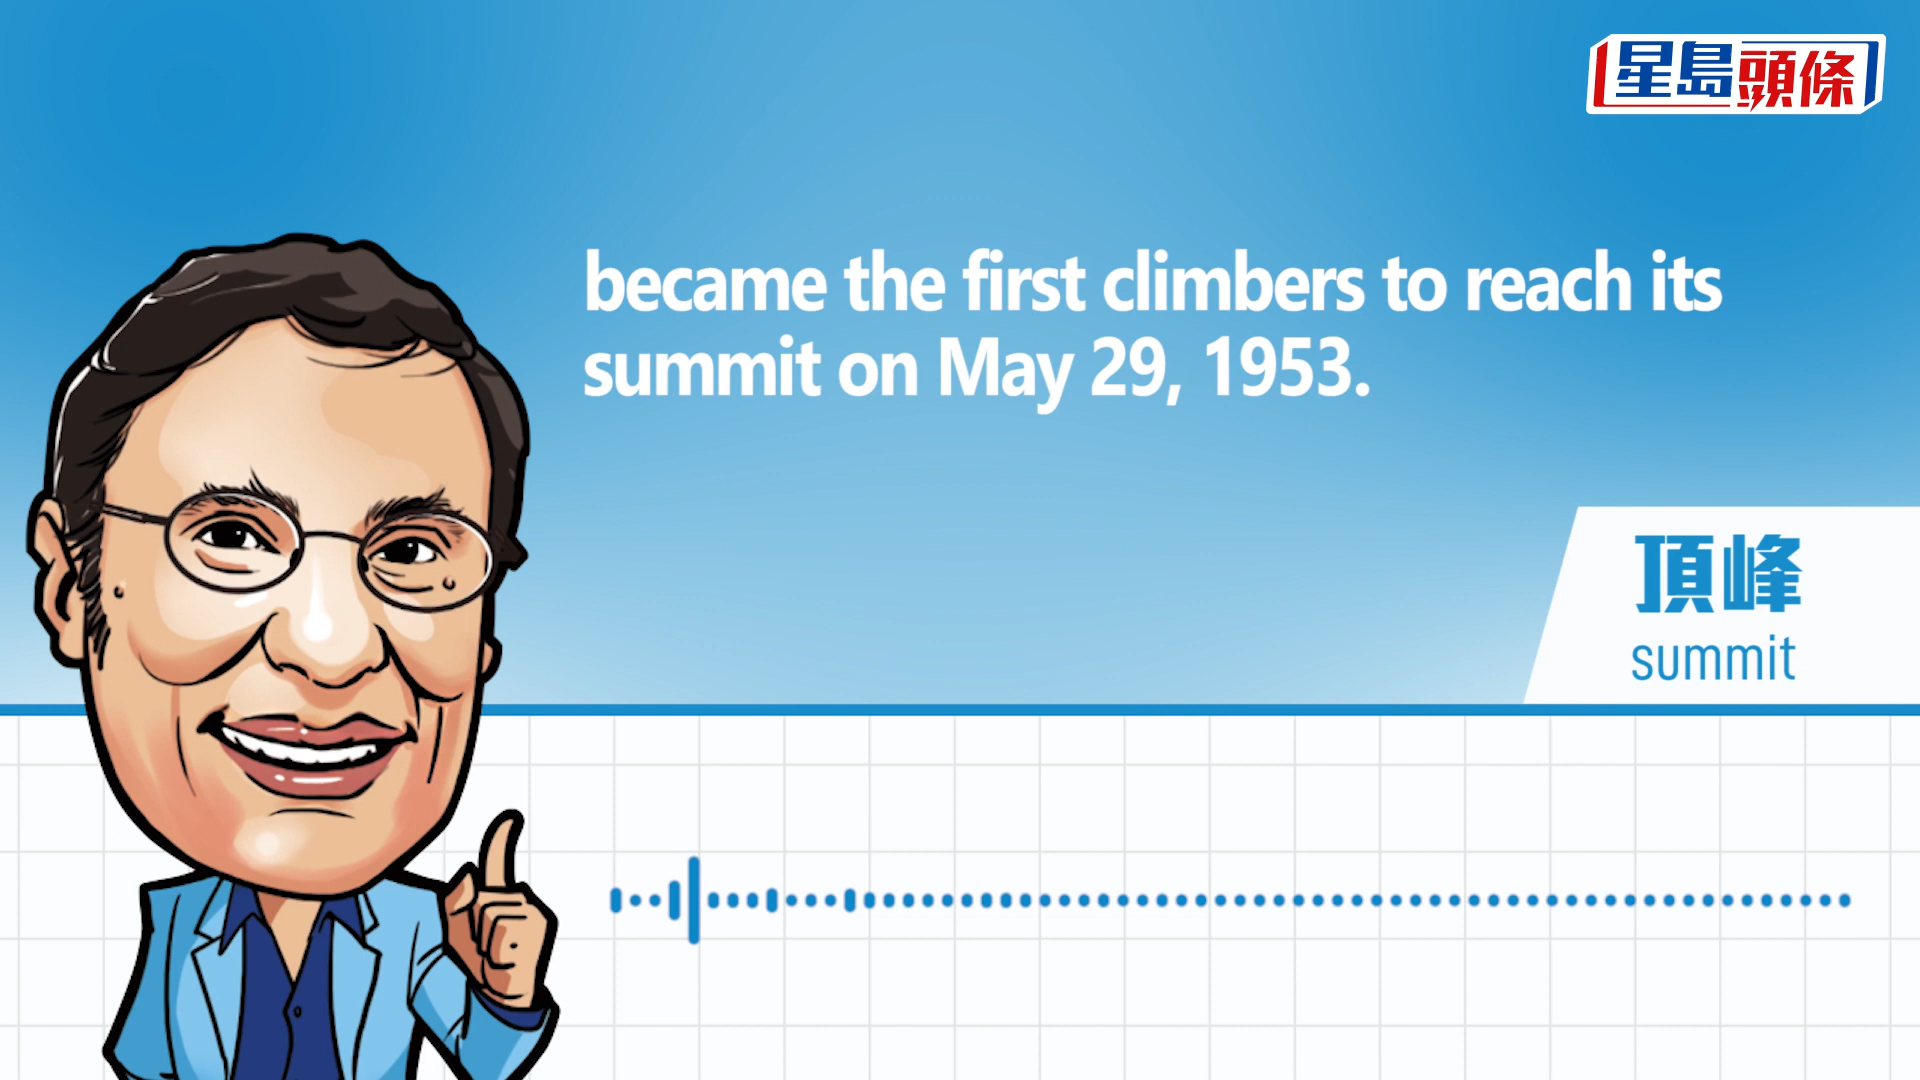 星島頭條
became the first climbers to reach its
summit on May 29, 1953.
頂峰
summit